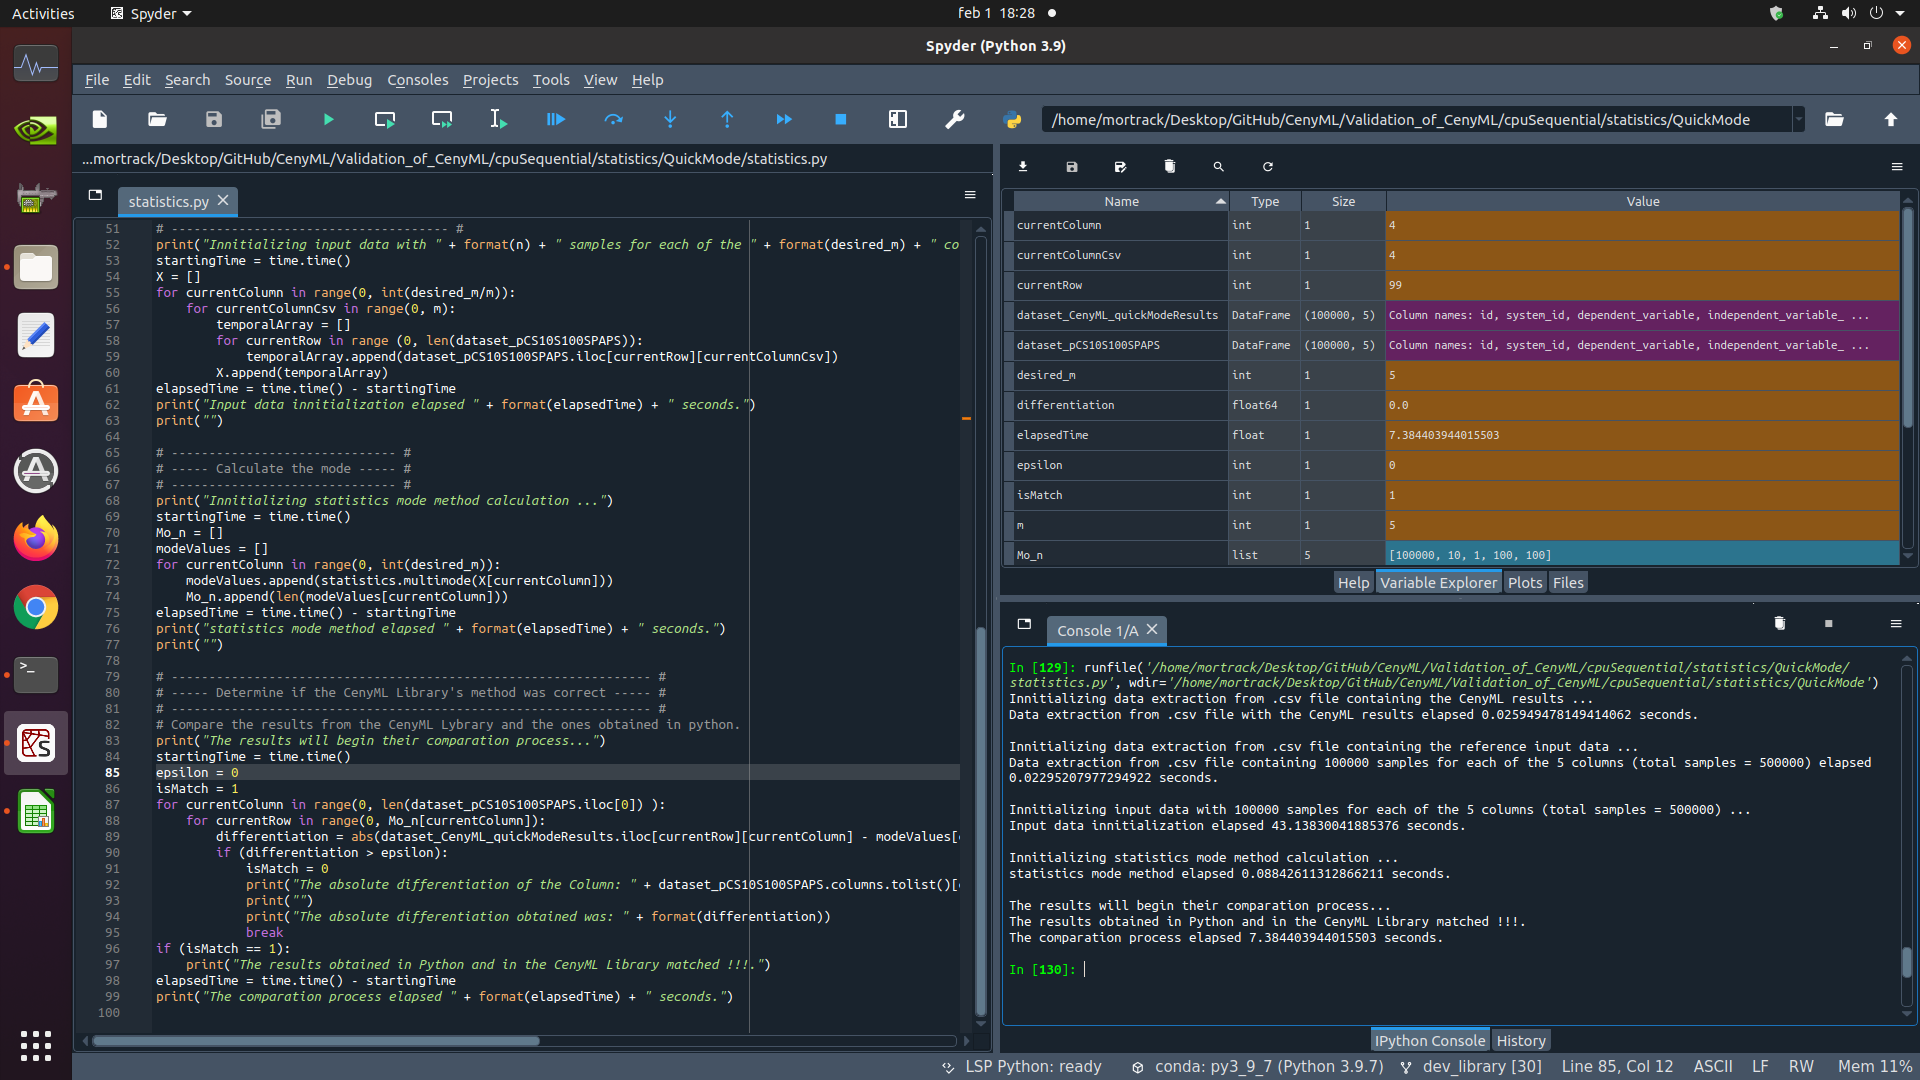 Activities
Spyder
feb 1 18:28
Spyder (Python 3.9)
File Edit Search Source Run Debug Consoles Projects Tools View Help
/home/mortrack/Desktop/GitHub/CenyML/Validation_of_CenyML/cpuSequential/statistics/QuickMode
...mortrack/Desktop/GitHub/CenyML/Validation_of_CenyML/cpuSequential/statistics/QuickMode/statistics.py
statistics.py
51 # ------------------------------------- #
52 print("Innitializing input data with " + format(n) + " samples for each of the " + format(desired_m) + " co
53 startingTime = time.time()
54 X = []
55 for currentColumn in range(0, int(desired_m/m)):
56 for currentColumnCsv in range(0, m):
57 temporalArray = []
58 for currentRow in range (0, len(dataset_pCS10S100SPAPS)):
59 temporalArray.append(dataset_pCS10S100SPAPS.iloc[currentRow][currentColumnCsv])
60 X.append(temporalArray)
61 elapsedTime = time.time() - startingTime
62 print("Input data innitialization elapsed " + format(elapsedTime) + " seconds.")
63 print("")
64
65 # ------------------------------ #
66 # ----- Calculate the mode ----- #
67 # ------------------------------ #
68 print("Innitializing statistics mode method calculation ...")
69 startingTime = time.time()
70 Mo_n = []
71 modeValues = []
72 for currentColumn in range(0, int(desired_m)):
73 modeValues.append(statistics.multimode(X[currentColumn]))
74 Mo_n.append(len(modeValues[currentColumn]))
75 elapsedTime = time.time() - startingTime
76 print("statistics mode method elapsed " + format(elapsedTime) + " seconds.")
77 print("")
78
79 # ---------------------------------------------------------------- #
80 # ----- Determine if the CenyML Library's method was correct ----- #
81 # ---------------------------------------------------------------- #
82 # Compare the results from the CenyML Lybrary and the ones obtained in python.
83 print("The results will begin their comparation process...")
84 startingTime = time.time()
85 epsilon = 0
86 isMatch = 1
87 for currentColumn in range(0, len(dataset_pCS10S100SPAPS.iloc[0]) ):
88 for currentRow in range(0, Mo_n[currentColumn]):
89 differentiation = abs(dataset_CenyML_quickModeResults.iloc[currentRow][currentColumn] - modeValues[
90 if (differentiation > epsilon):
91 isMatch = 0
92 print("The absolute differentiation of the Column: " + dataset_pCS10S100SPAPS.columns.tolist()[
93 print("")
94 print("The absolute differentiation obtained was: " + format(differentiation))
95 break
96 if (isMatch == 1):
97 print("The results obtained in Python and in the CenyML Library matched !!!.")
98 elapsedTime = time.time() - startingTime
99 print("The comparation process elapsed " + format(elapsedTime) + " seconds.")
100
Name Type Size Value
currentColumn int 1 4
currentColumnCsv int 1 4
currentRow int 1 99
dataset_CenyML_quickModeResults DataFrame (100000, 5) Column names: id, system_id, dependent_variable, independent_variable_ ...
dataset_pCS10S100SPAPS DataFrame (100000, 5) Column names: id, system_id, dependent_variable, independent_variable_ ...
desired_m int 1 5
differentiation float64 1 0.0
elapsedTime float 1 7.384403944015503
epsilon int 1 0
isMatch int 1 1
m int 1 5
Mo_n list 5 [100000, 10, 1, 100, 100]
Help Variable Explorer Plots Files
Console 1/A
In [129]: runfile('/home/mortrack/Desktop/GitHub/CenyML/Validation_of_CenyML/cpuSequential/statistics/QuickMode/
statistics.py', wdir='/home/mortrack/Desktop/GitHub/CenyML/Validation_of_CenyML/cpuSequential/statistics/QuickMode')
Innitializing data extraction from .csv file containing the CenyML results ...
Data extraction from .csv file with the CenyML results elapsed 0.025949478149414062 seconds.
Innitializing data extraction from .csv file containing the reference input data ...
Data extraction from .csv file containing 100000 samples for each of the 5 columns (total samples = 500000) elapsed
0.02295207977294922 seconds.
Innitializing input data with 100000 samples for each of the 5 columns (total samples = 500000) ...
Input data innitialization elapsed 43.13830041885376 seconds.
Innitializing statistics mode method calculation ...
statistics mode method elapsed 0.08842611312866211 seconds.
The results will begin their comparation process...
The results obtained in Python and in the CenyML Library matched !!!.
The comparation process elapsed 7.384403944015503 seconds.
In [130]:
IPython Console History
LSP Python: ready conda: py3_9_7 (Python 3.9.7) dev_library [30] Line 85, Col 12 ASCII LF RW Mem 11%